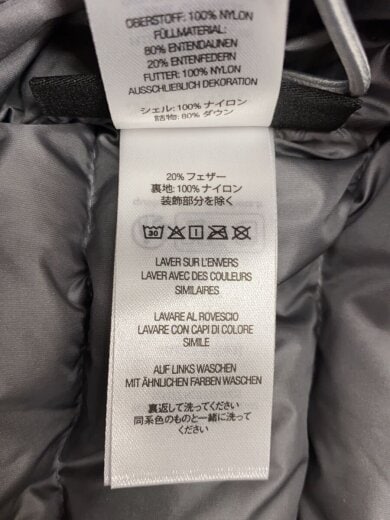 OBERSTOFF: 100% NYLON
FÜLLMATERIAL:
80% ENTENDAUNEN
20% ENTENFEDERN
FUTTER: 100% NYLON
AUSSCHLIEßLICH DEKORATION
シェル: 100% ナイロン
詰物: 80% ダウン
20% フェザー
裏地: 100% ナイロン
装飾部分を除く
30
LAVER SUR L'ENVERS
LAVER AVEC DES COULEURS
SIMILAIRES
LAVARE AL ROVESCIO
LAVARE CON CAPI DI COLORE
SIMILE
AUF LINKS WASCHEN
MIT ÄHNLICHEN FARBEN WASCHEN
裏返して洗ってください
同系色のものと一緒に洗っ
てください